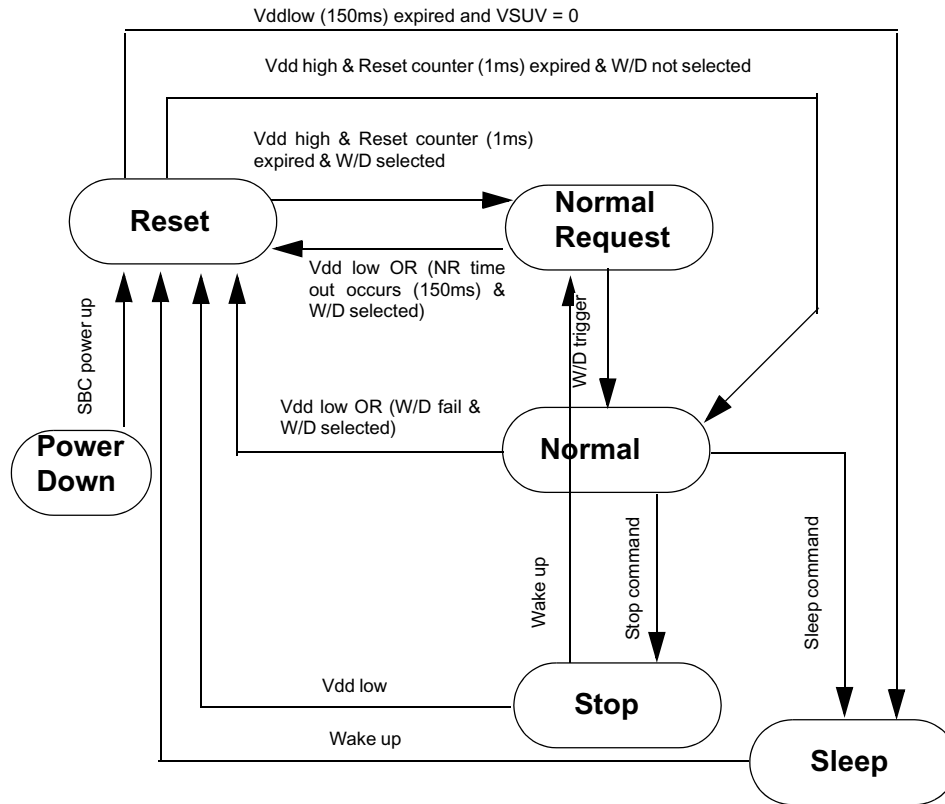 Vddlow (150ms) expired and VSUV = 0
Vdd high & Reset counter (1ms) expired & W/D not selected
Vdd high & Reset counter (1ms)
expired & W/D selected
Reset
Normal
Request
Vdd low OR (NR time
out occurs (150ms) &
W/D selected)
W/D trigger
SBC power up
Vdd low OR (W/D fail &
W/D selected)
Power
Down
Normal
Wake up
Stop command
Sleep command
Vdd low
Stop
Wake up
Sleep